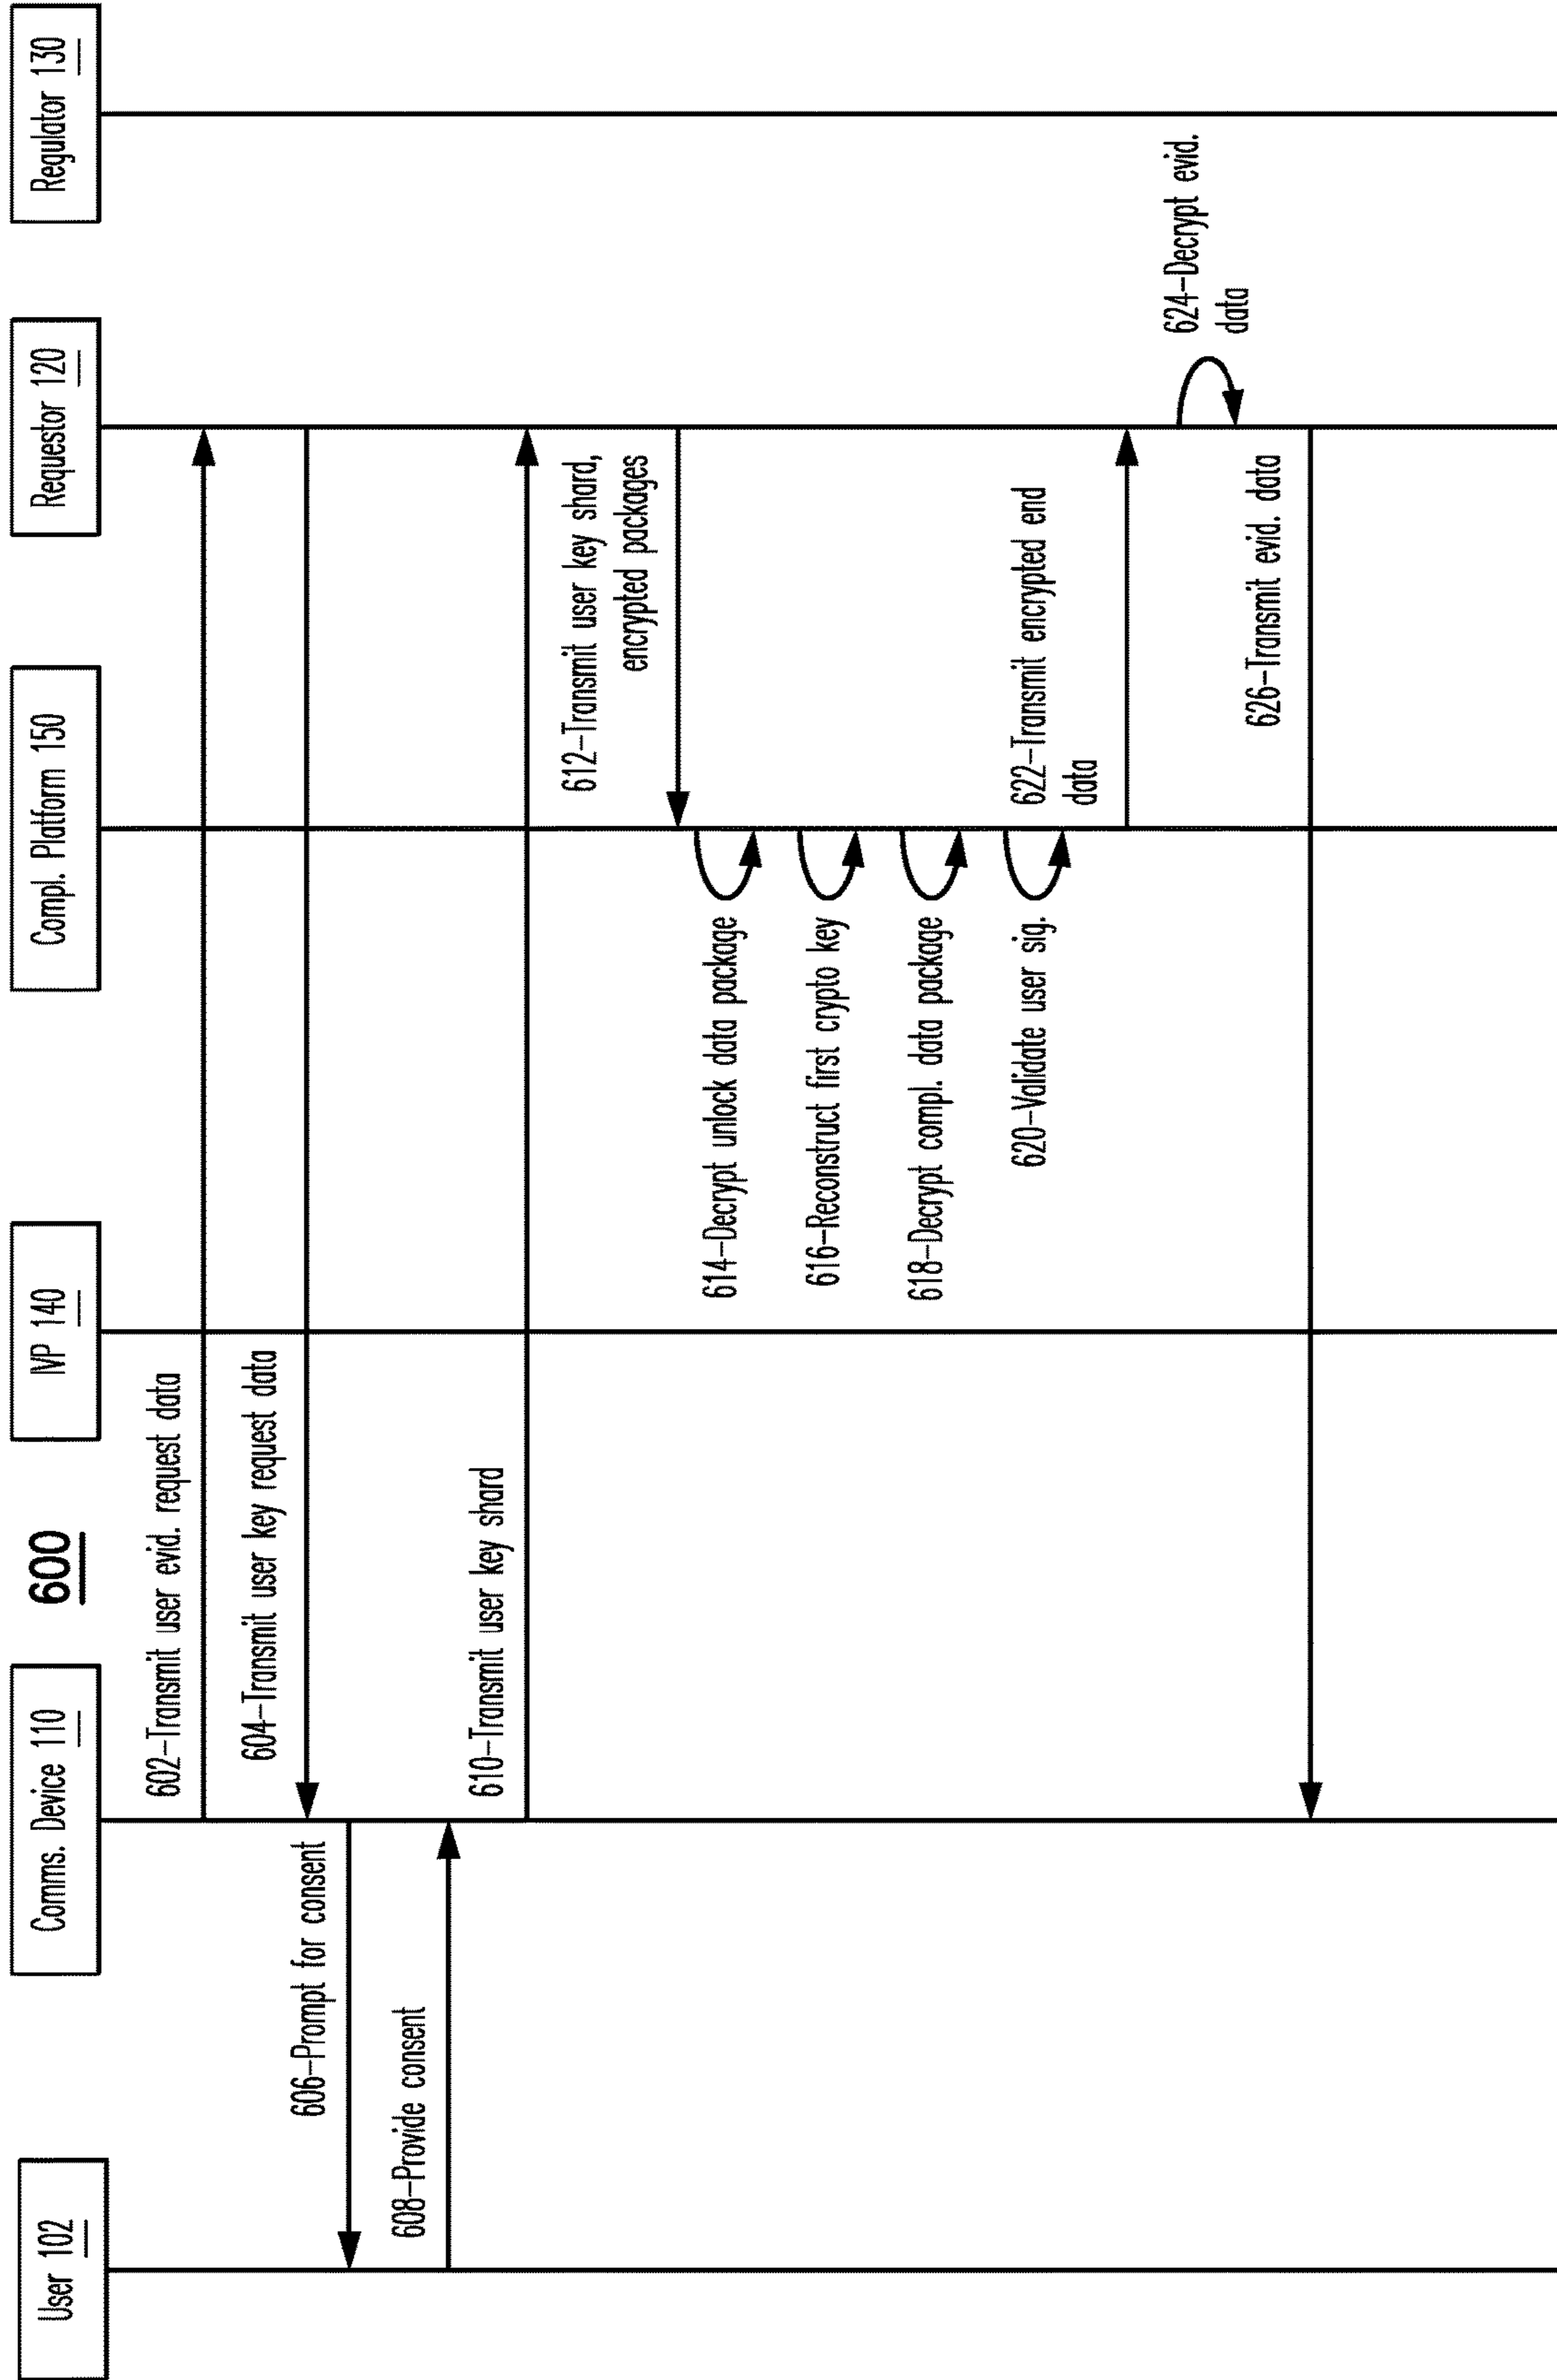 600
User 102
Comms. Device 110
IVP 140
Compl. Platform 150
Requestor 120
Regulator 130
602-Transmit user evid. request data
604-Transmit user key request data
606-Prompt for consent
608-Provide consent
610-Transmit user key shard
612-Transmit user key shard,
encrypted packages
614-Decrypt unlock data package
616-Reconstruct first crypto key
618-Decrypt compl. data package
620-Validate user sig.
622-Transmit encrypted end
data
624-Decrypt evid.
data
626-Transmit evid. data